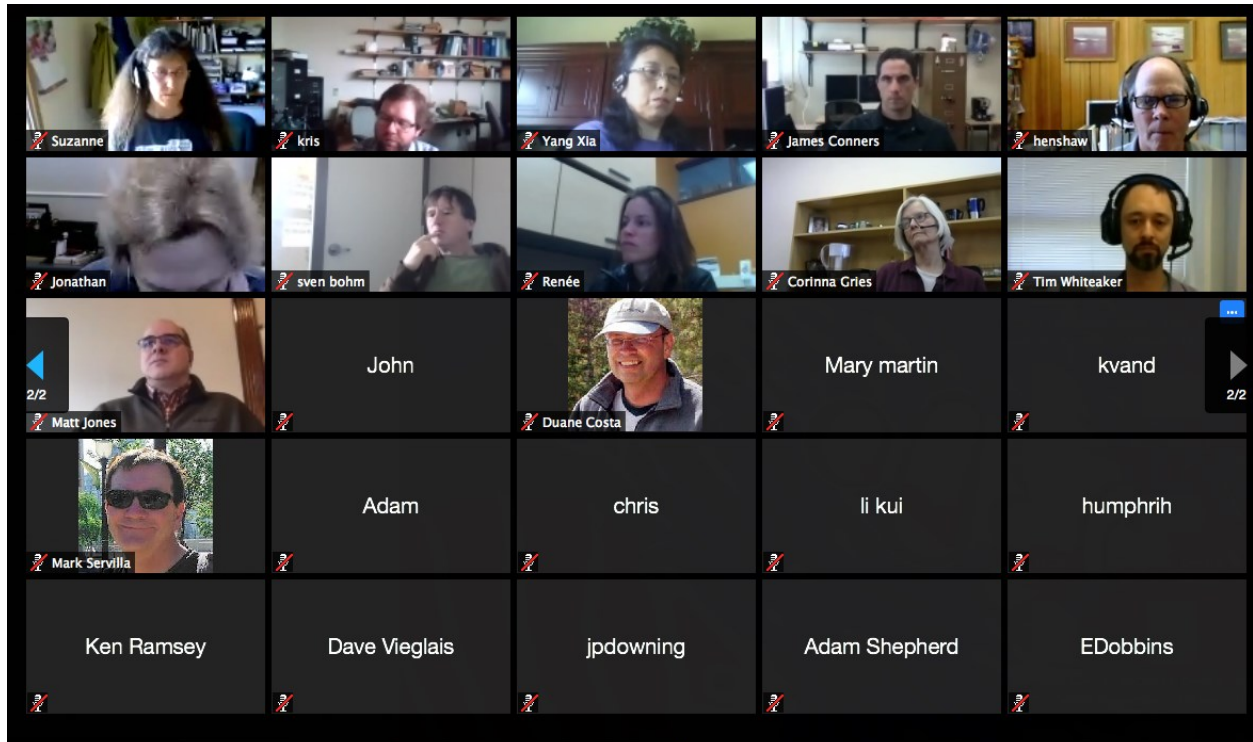 Suzanne
kris
Yang Xia
James Conners
henshaw
Jonathan
sven bohm
Renée
Corinna Gries
Tim Whiteaker
2/2
Matt Jones
John
Duane Costa
Mary martin
kvand
...
2/2
Mark Servilla
Adam
chris
li kui
humphrih
Ken Ramsey
Dave Vieglais
jpdowning
Adam Shepherd
EDobbins